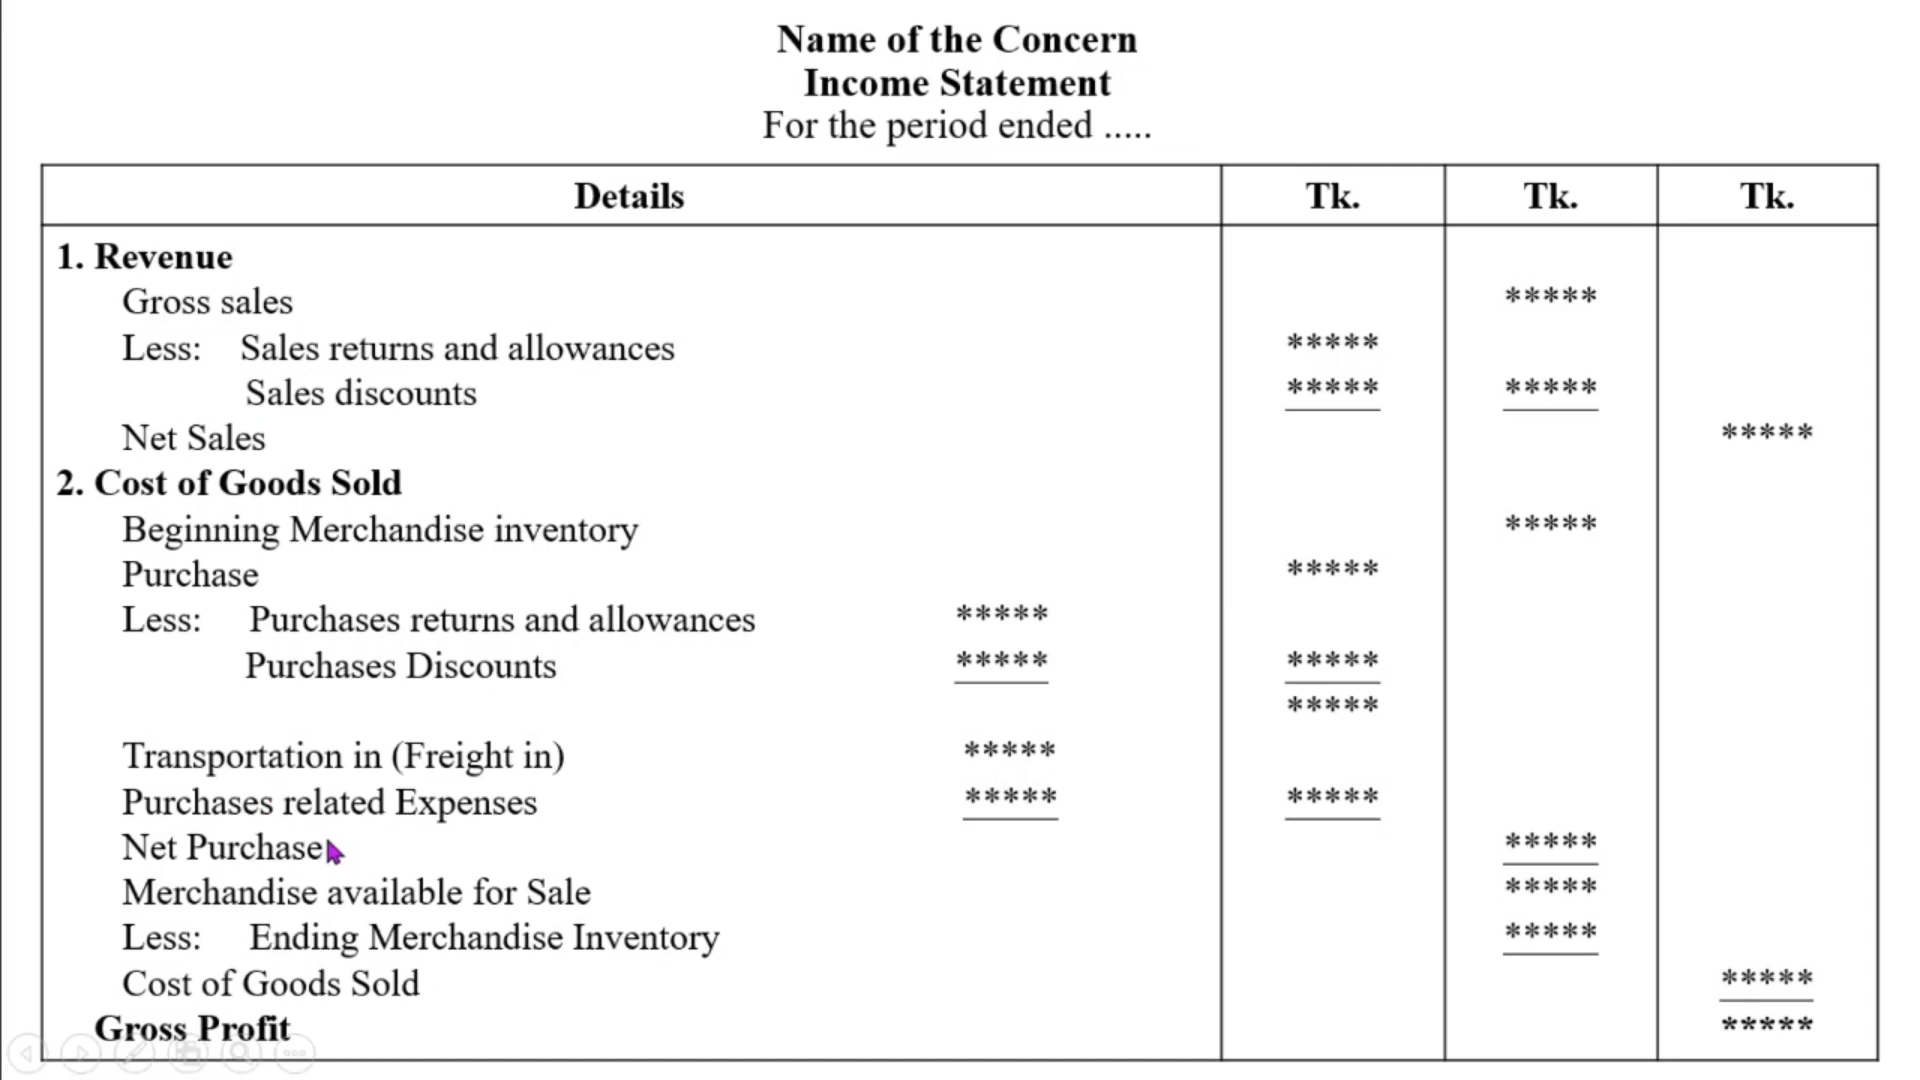 Name of the Concern
Income Statement
For the period ended .....
Details Tk. Tk. Tk.
1. Revenue
Gross sales *****
Less: Sales returns and allowances *****
Sales discounts ***** *****
Net Sales *****
2. Cost of Goods Sold
Beginning Merchandise inventory *****
Purchase *****
Less: Purchases returns and allowances *****
Purchases Discounts ***** *****
*****
Transportation in (Freight in) *****
Purchases related Expenses ***** *****
Net Purchase *****
Merchandise available for Sale *****
Less: Ending Merchandise Inventory *****
Cost of Goods Sold *****
Gross Profit *****